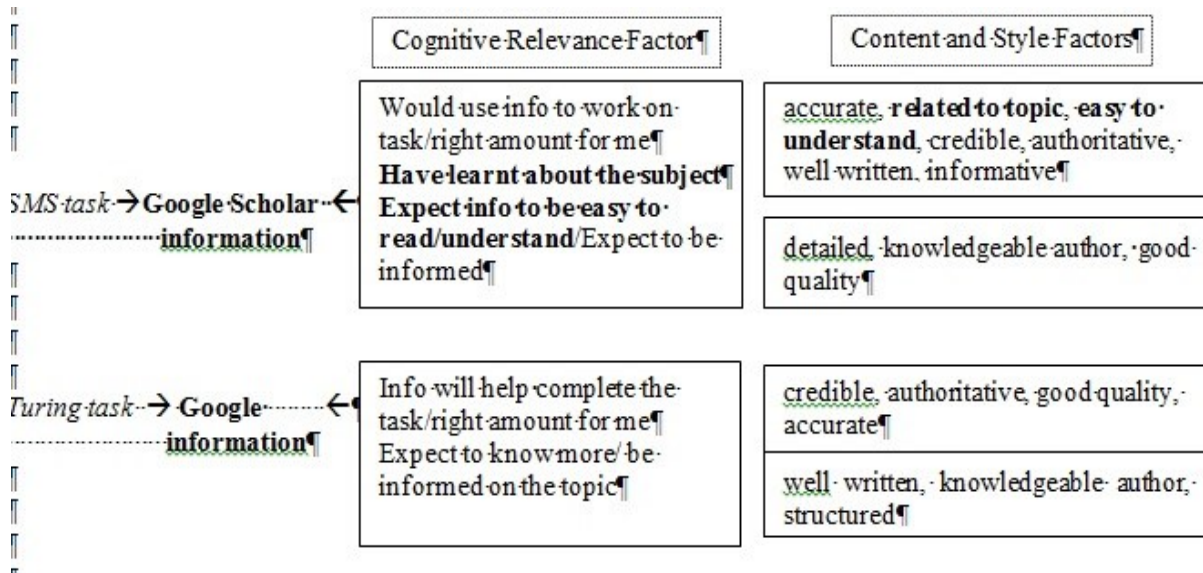 Cognitive·Relevance·Factor¶
Content·and·Style·Factors¶
Would·use·info·to·work·on·
task/right·amount·for·me¶
Have·learnt·about·the·subject¶
Expect·info·to·be·easy·to·
read/understand/Expect·to·be·
informed¶
accurate,·related·to·topic,·easy·to·
understand,·credible,·authoritative,·
well·written,·informative¶
detailed,·knowledgeable·author,·good·
quality¶
SMS·task·→Google·Scholar··←¶
information¶
Info·will·help·complete·the·
task/right·amount·for·me¶
Expect·to·know·more/·be·
informed·on·the·topic¶
credible,·authoritative,·good·quality,·
accurate¶
well·written,·knowledgeable·author,·
structured¶
Turing·task··→·Google·←¶
information¶